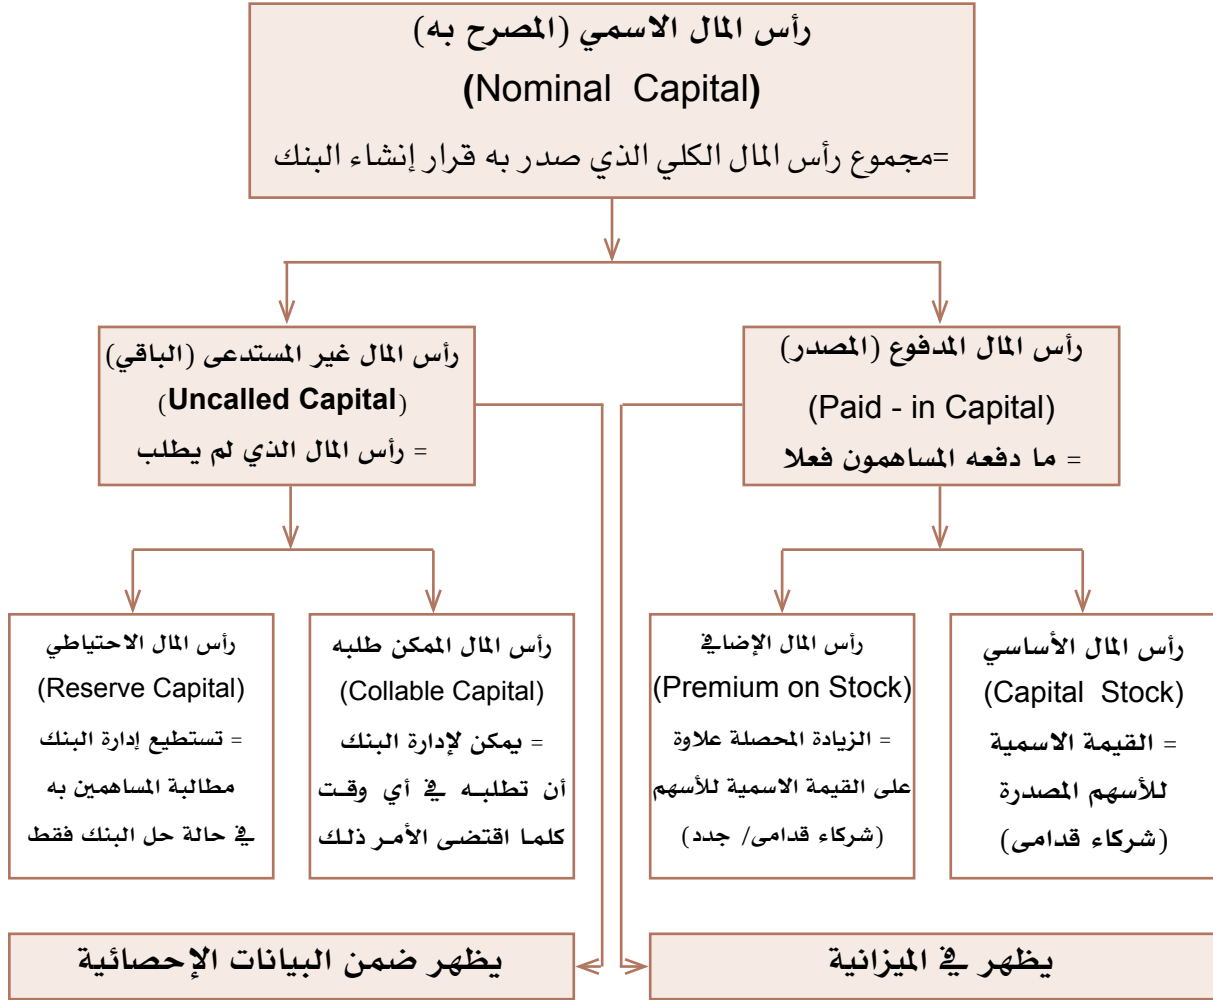 رأس المال الاسمي (المصرح به)
(Nominal Capital)
=مجموع رأس المال الكلي الذي صدر به قرار إنشاء البنك
رأس المال المدفوع (المصدر)
(Paid - in Capital)
= ما دفعه المساهمون فعلا
رأس المال غير المستدعى (الباقي)
(Uncalled Capital)
= رأس المال الذي لم يطلب
رأس المال الأساسي
(Capital Stock)
= القيمة الاسمية
للأسهم المصدرة
(شركاء قدامى)
رأس المال الإضافي
(Premium on Stock)
= الزيادة المحصلة علاوة
على القيمة الاسمية للأسهم
(شركاء قدامى/ جدد)
رأس المال الممكن طلبه
(Collable Capital)
= يمكن لإدارة البنك
أن تطلبه في أي وقت
كلما اقتضى الأمر ذلك
رأس المال الاحتياطي
(Reserve Capital)
= تستطيع إدارة البنك
مطالبة المساهمين به
في حالة حل البنك فقط
يظهر في الميزانية
يظهر ضمن البيانات الإحصائية